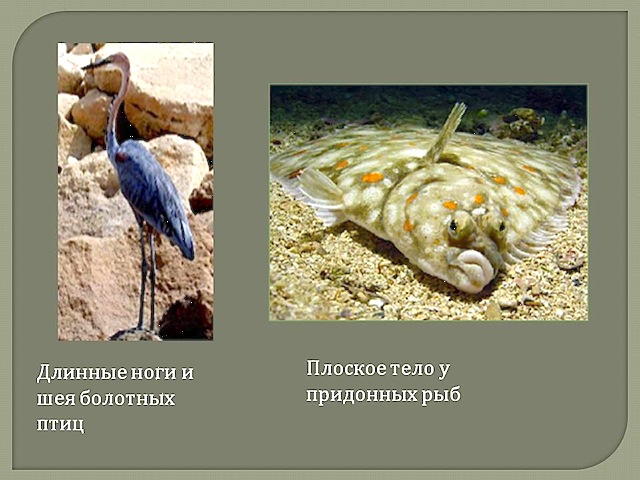 Длинные ноги и
шея болотных
птиц
Плоское тело у
придонных рыб